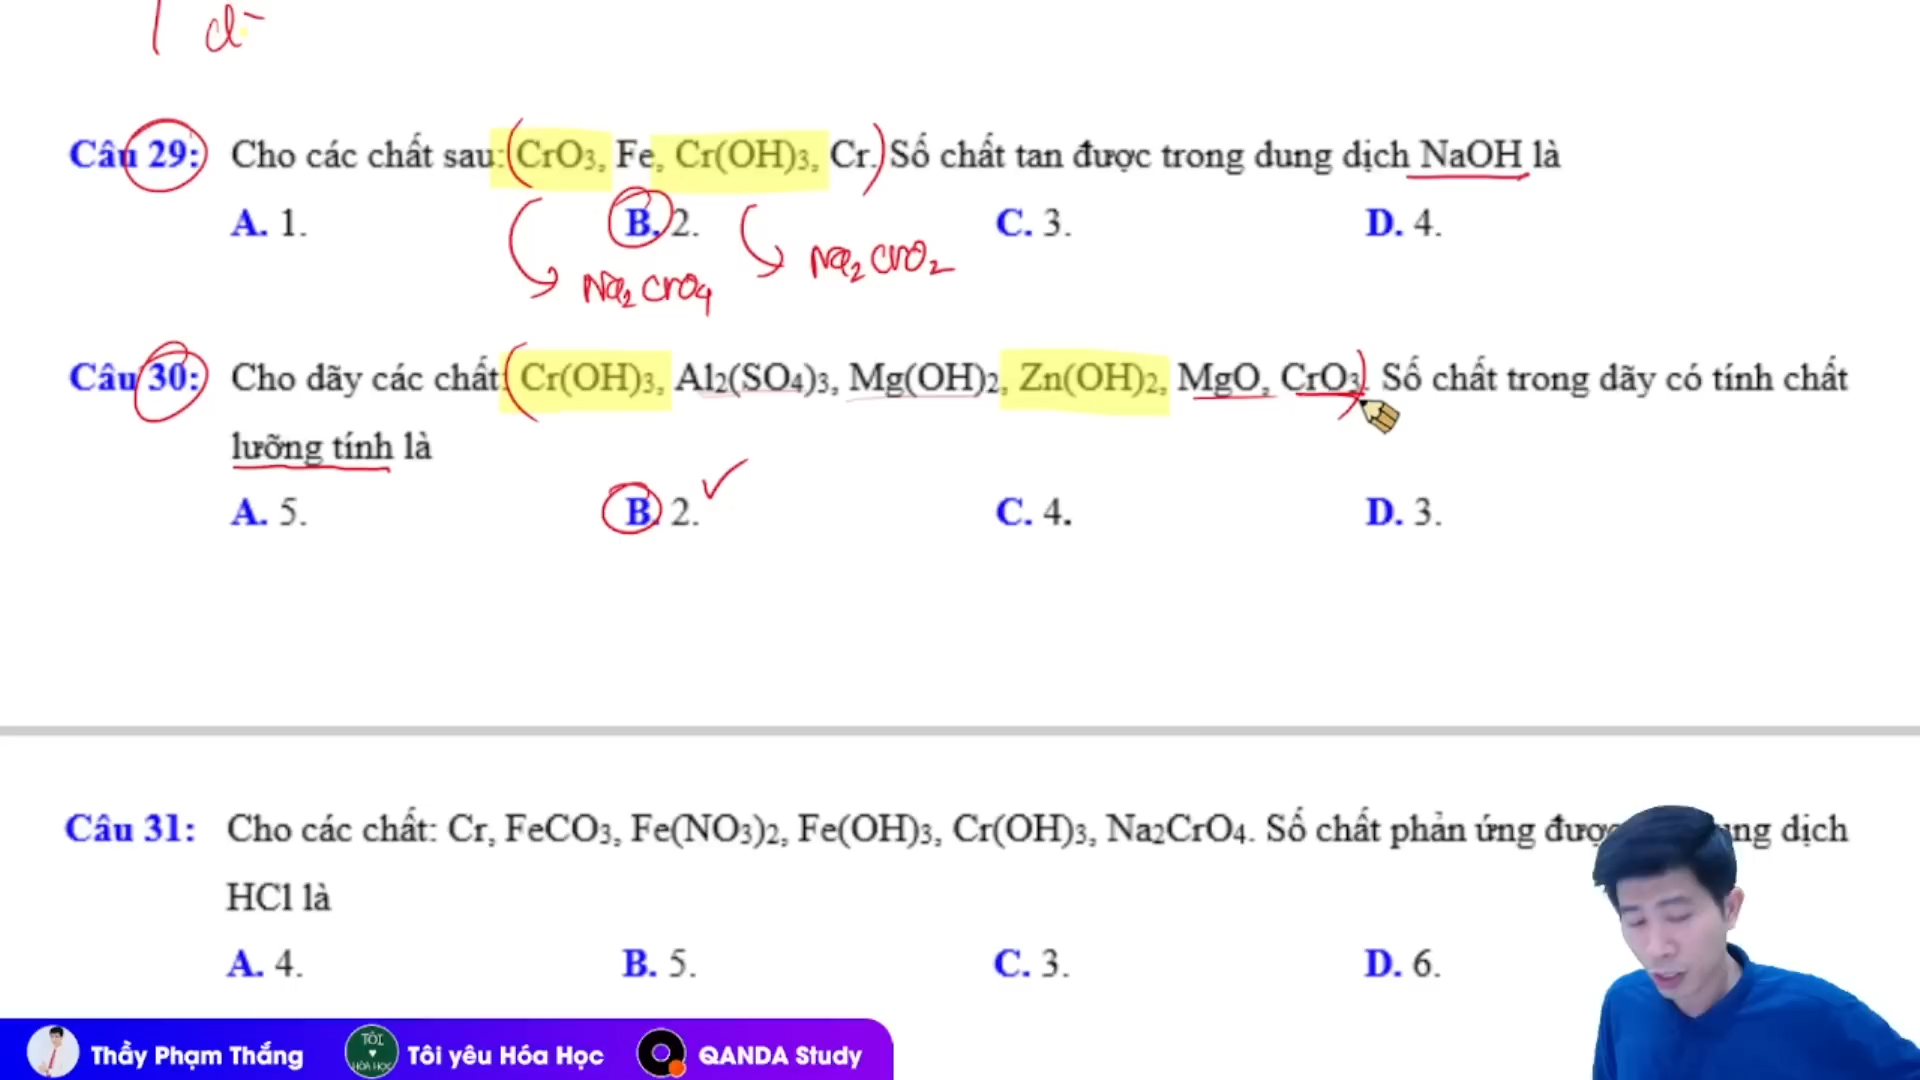 1 đ
Câu 29: Cho các chất sau: CrO3, Fe, Cr(OH)3, Cr. Số chất tan được trong dung dịch NaOH là
A. 1. B. 2. C. 3. D. 4.
Na2CrO4 Na2CrO2
Câu 30: Cho dãy các chất: Cr(OH)3, Al2(SO4)3, Mg(OH)2, Zn(OH)2, MgO, CrO3. Số chất trong dãy có tính chất
lưỡng tính là
A. 5. B. 2. C. 4. D. 3.
Câu 31: Cho các chất: Cr, FeCO3, Fe(NO3)2, Fe(OH)3, Cr(OH)3, Na2CrO4. Số chất phản ứng dịch
HCl là
A. 4. B. 5. C. 3. D. 6.
Thầy Phạm Thắng TÔI HÓA HỌC Tôi yêu Hóa Học QANDA Study